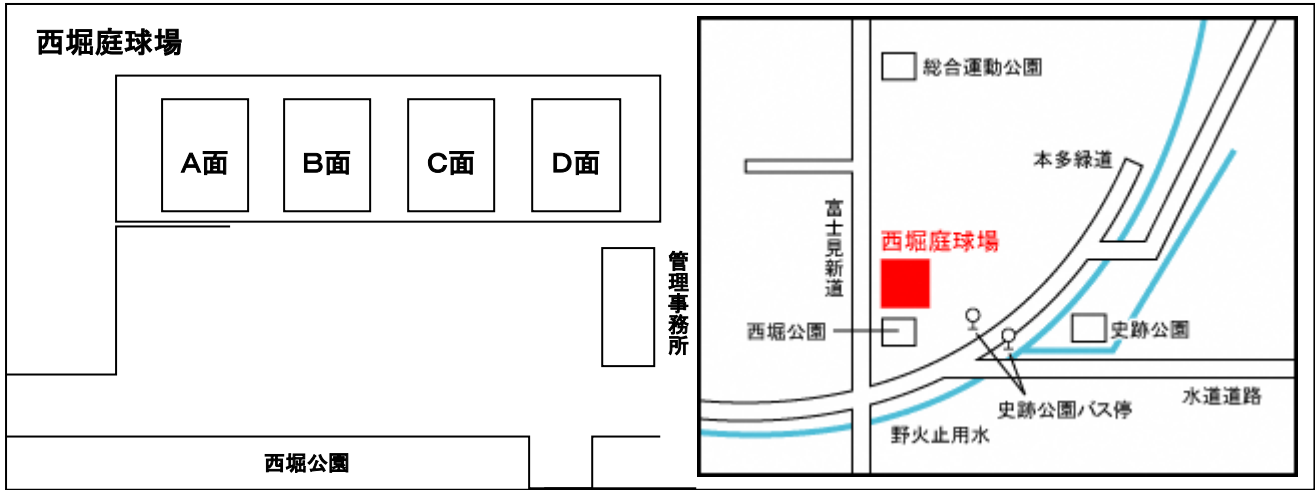 西堀庭球場
A面
B面
C面
D面
管理事務所
西堀公園
総合運動公園
本多緑道
富士見新道
西堀庭球場
西堀公園
史跡公園
史跡公園バス停
水道道路
野火止用水